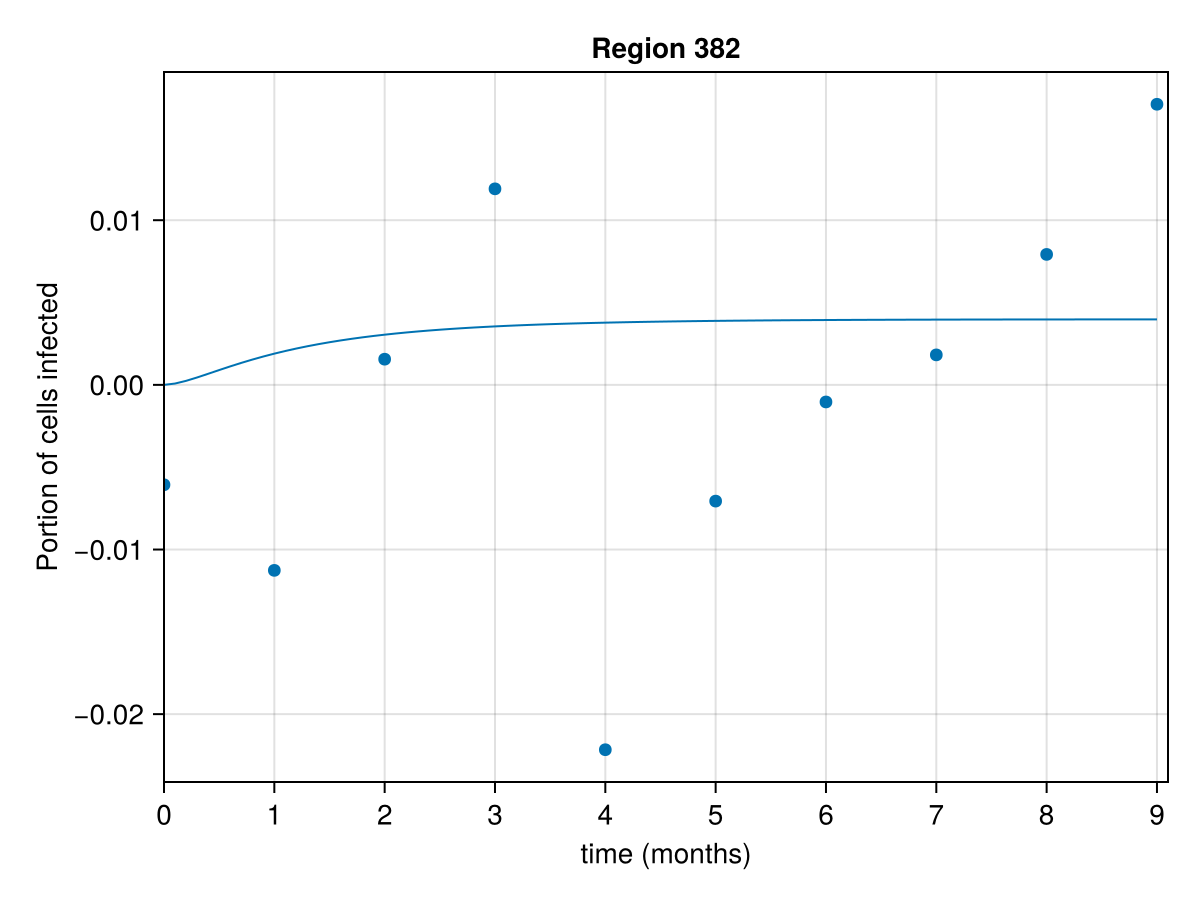 Region 382
Portion of cells infected
0.01
0.00
−0.01
−0.02
0 1 2 3 4 5 6 7 8 9
time (months)